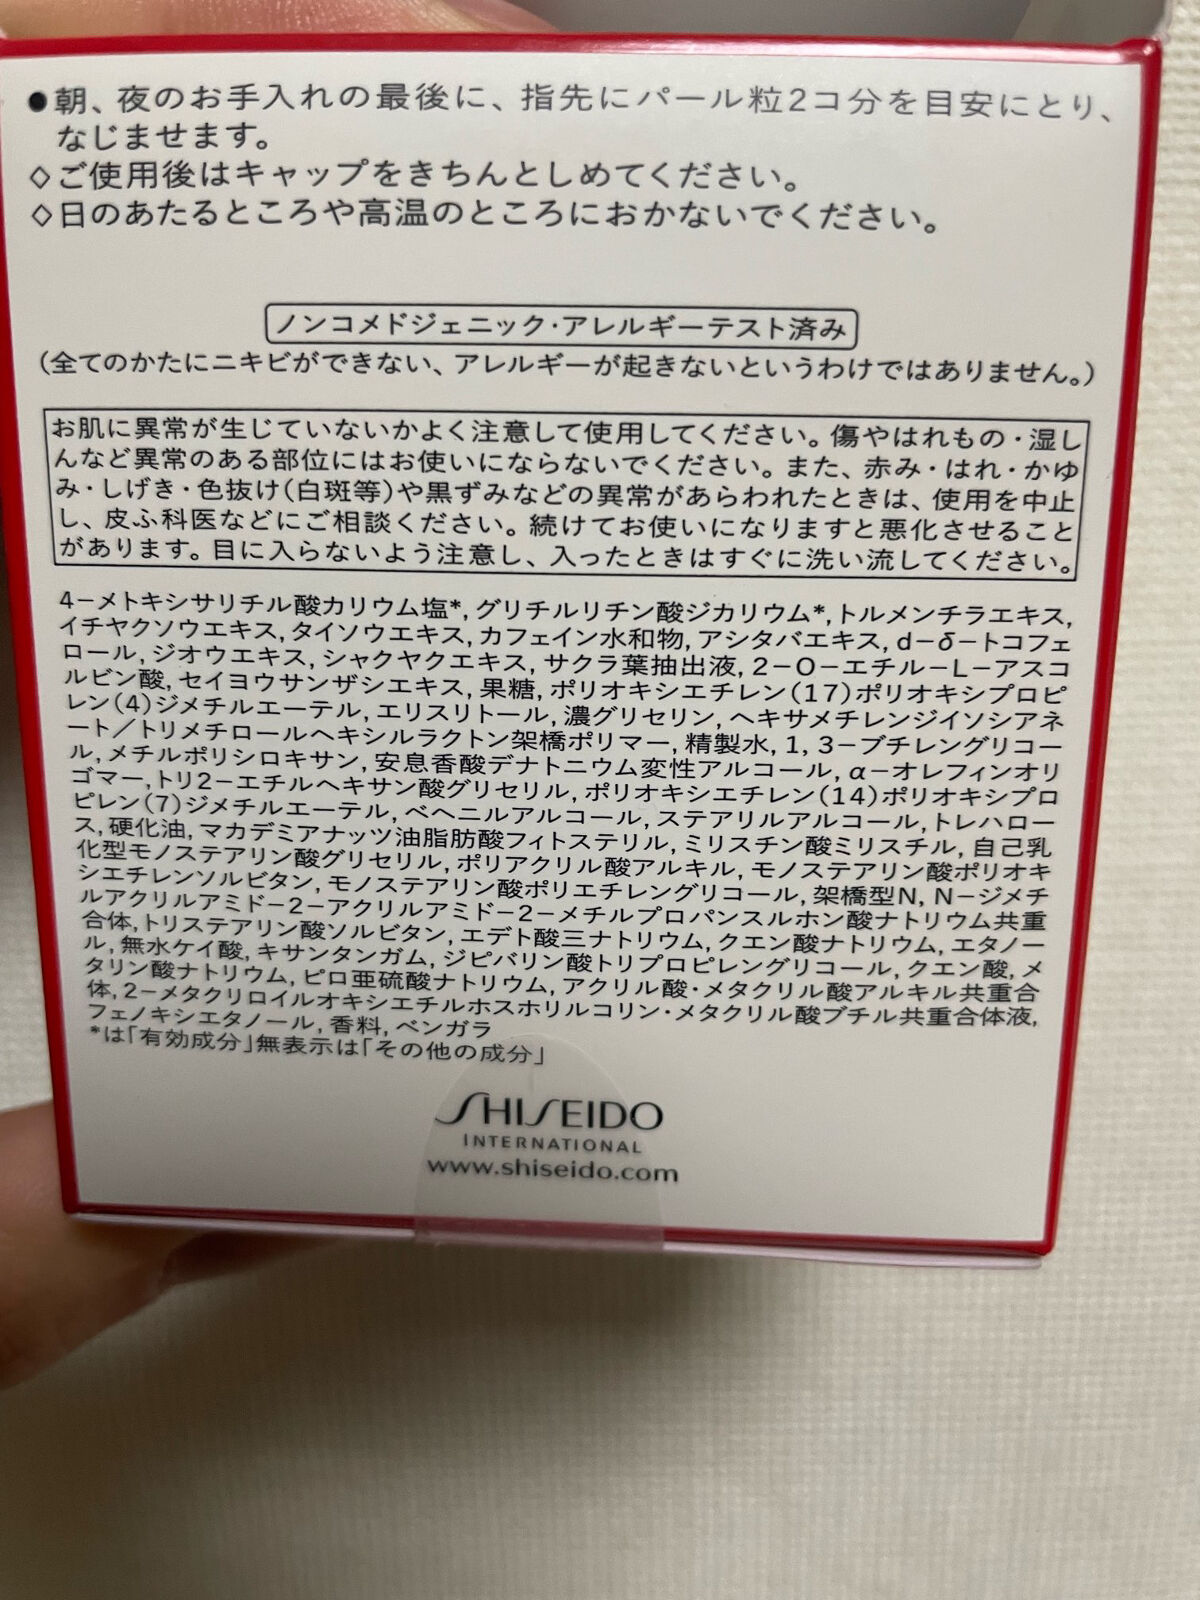 ●朝、夜のお手入れの最後に、指先にパール粒2コ分を目安にとり、
なじませます。
◇ご使用後はキャップをきちんとしめてください。
◇日のあたるところや高温のところにおかないでください。
ノンコメドジェニック・アレルギーテスト済み
(全てのかたにニキビができない、アレルギーが起きないというわけではありません。)
お肌に異常が生じていないかよく注意して使用してください。傷やはれもの・湿し
んなど異常のある部位にはお使いにならないでください。また、赤み・はれ・かゆ
み・しげき・色抜け(白斑等)や黒ずみなどの異常があらわれたときは、使用を中止
し、皮ふ科医などにご相談ください。続けてお使いになりますと悪化させること
があります。目に入らないよう注意し、入ったときはすぐに洗い流してください。
4−メトキシサリチル酸カリウム塩*, グリチルリチン酸ジカリウム*, トルメンチラエキス,
イチヤクソウエキス, タイソウエキス, カフェイン水和物, アシタバエキス, d−δ−トコフェ
ロール, ジオウエキス, シャクヤクエキス, サクラ葉抽出液, 2−O−エチル−L−アスコ
ルビン酸, セイヨウサンザシエキス, 果糖, ポリオキシエチレン(17)ポリオキシプロピ
レン(4)ジメチルエーテル, エリスリトール, 濃グリセリン, ヘキサメチレンジイソシアネ
ート/トリメチロールヘキシルラクトン架橋ポリマー, 精製水, 1, 3−ブチレングリコー
ル, メチルポリシロキサン, 安息香酸デナトニウム変性アルコール, α−オレフィンオリ
ゴマー, トリ2−エチルヘキサン酸グリセリル, ポリオキシエチレン(14)ポリオキシプロ
ピレン(7)ジメチルエーテル, ベヘニルアルコール, ステアリルアルコール, トレハロー
ス, 硬化油, マカデミアナッツ油脂肪酸フィトステリル, ミリスチン酸ミリスチル, 自己乳
化型モノステアリン酸グリセリル, ポリアクリル酸アルキル, モノステアリン酸ポリオキ
シエチレンソルビタン, モノステアリン酸ポリエチレングリコール, 架橋型N, N−ジメチ
ルアクリルアミド−2−アクリルアミド−2−メチルプロパンスルホン酸ナトリウム共重
合体, トリステアリン酸ソルビタン, エデト酸三ナトリウム, クエン酸ナトリウム, エタノー
ル, 無水ケイ酸, キサンタンガム, ジピバリン酸トリプロピレングリコール, クエン酸, メ
タリン酸ナトリウム, ピロ亜硫酸ナトリウム, アクリル酸・メタクリル酸アルキル共重合
体, 2−メタクリロイルオキシエチルホスホリルコリン・メタクリル酸ブチル共重合体液,
フェノキシエタノール, 香料, ベンガラ
*は「有効成分」無表示は「その他の成分」
SHISEIDO
INTERNATIONAL
www.shiseido.com